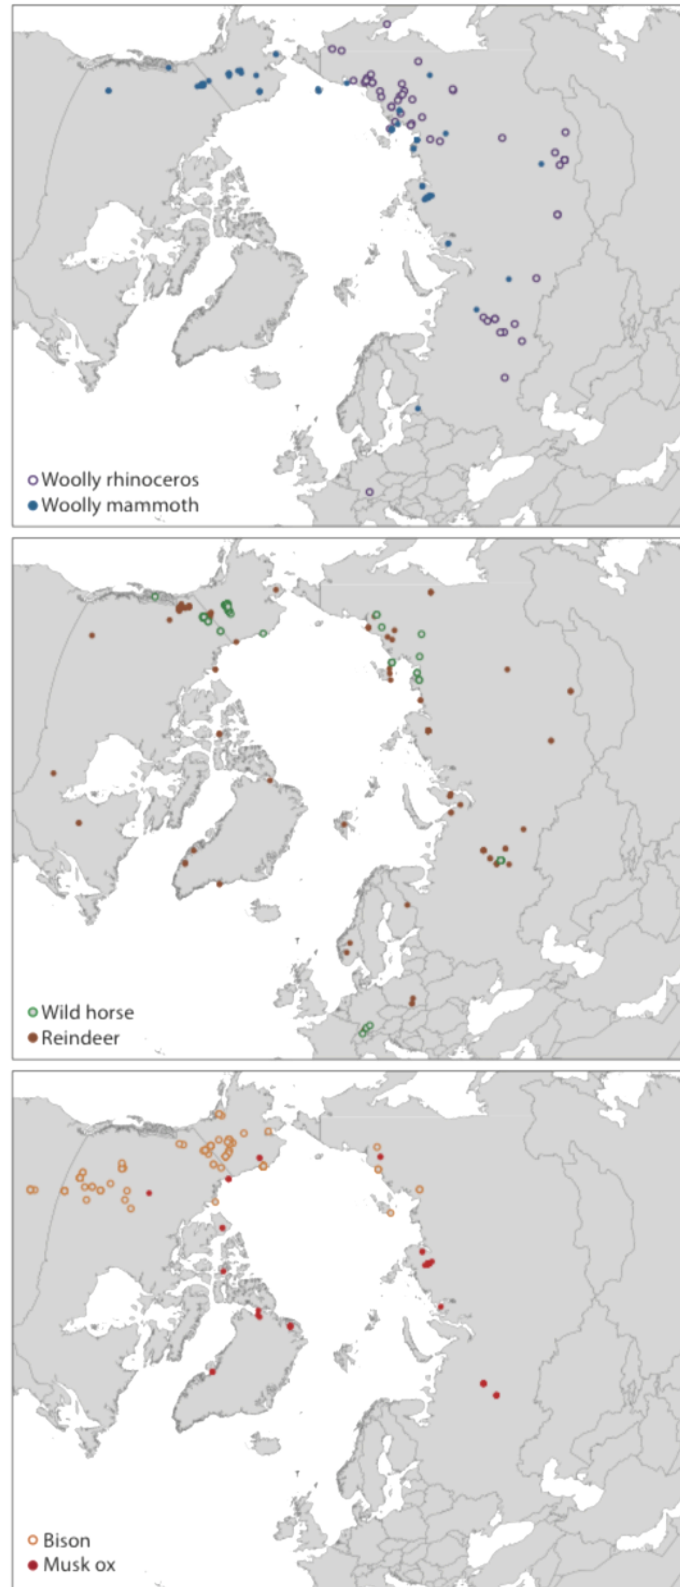 Woolly rhinoceros
Woolly mammoth
Wild horse
Reindeer
Bison
Musk ox